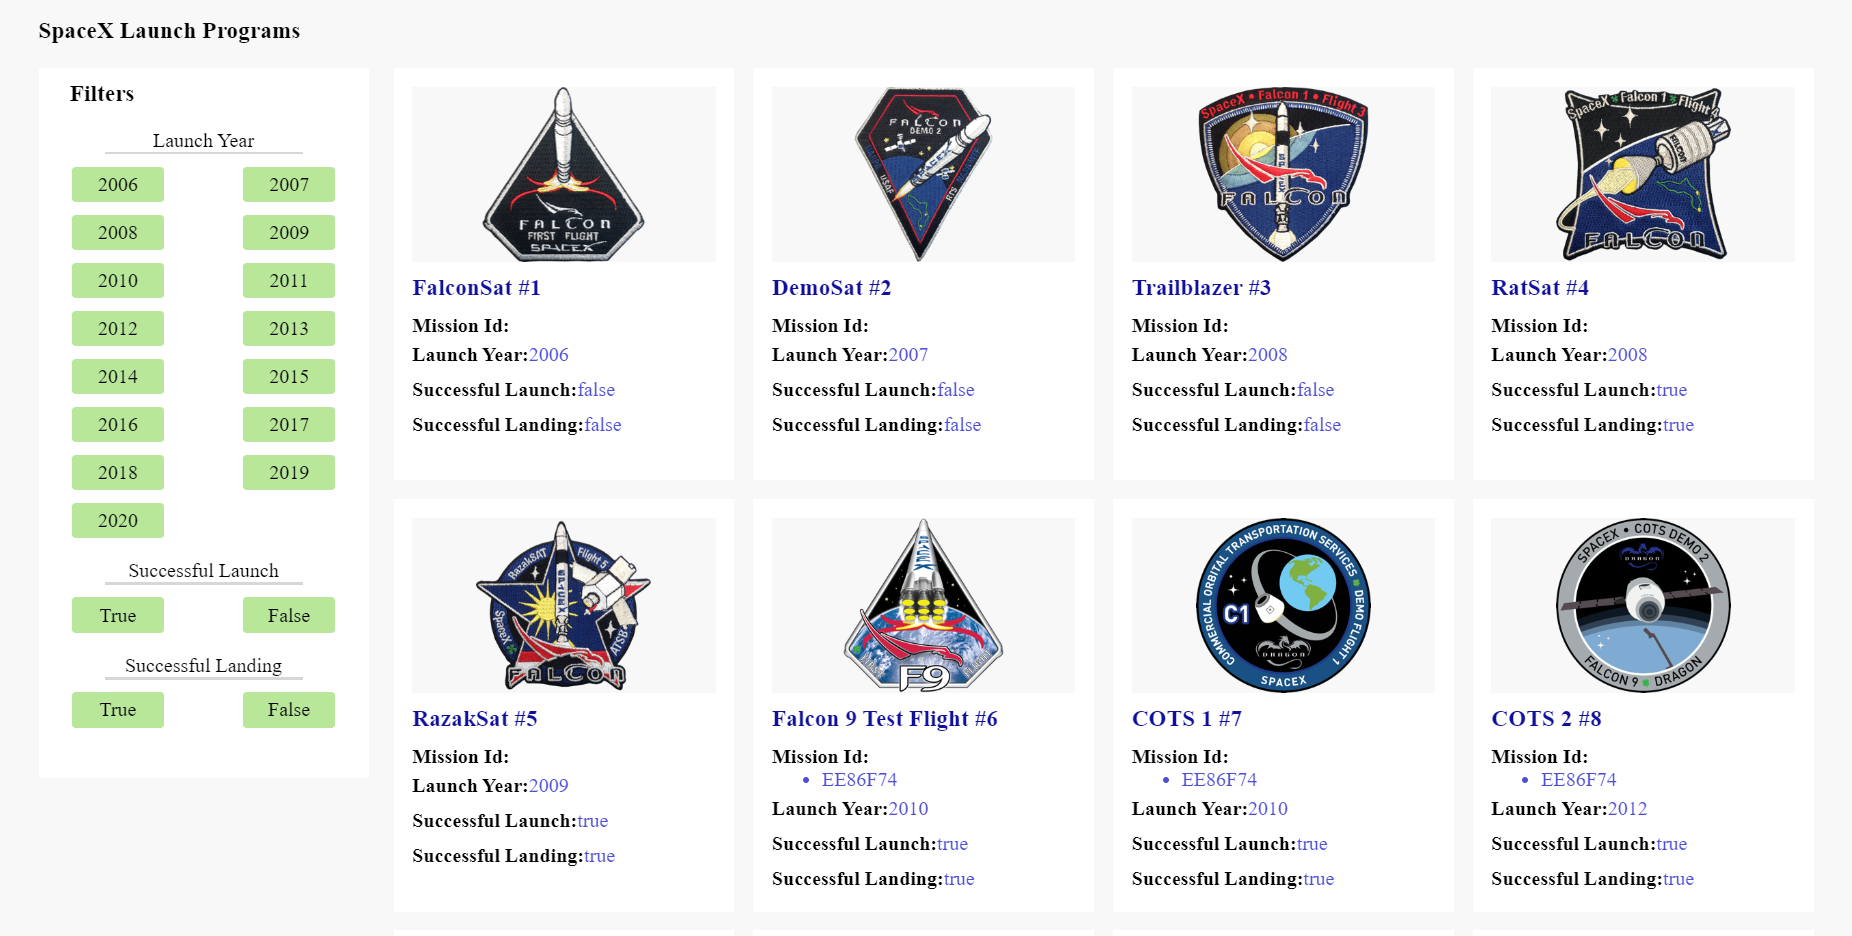 SpaceX Launch Programs
Filters
Launch Year
2006 2007
2008 2009
2010 2011
2012 2013
2014 2015
2016 2017
2018 2019
2020
Successful Launch
True False
Successful Landing
True False
FALCON
FIRST FLIGHT
SPACEX
FalconSat #1
Mission Id:
Launch Year:2006
Successful Launch:false
Successful Landing:false
FALCON
DEMO 2
SPACEX
USAF
DemoSat #2
Mission Id:
Launch Year:2007
Successful Launch:false
Successful Landing:false
SpaceX • Falcon 1 • Flight 3
SPACEX
FALCON
Trailblazer #3
Mission Id:
Launch Year:2008
Successful Launch:false
Successful Landing:false
SpaceX Falcon 1 Flight 4
FALCON
FALCON
RatSat #4
Mission Id:
Launch Year:2008
Successful Launch:true
Successful Landing:true
RazakSAT Flight 5
SPACEX
SpaceX
ATSB
FALCON
RazakSat #5
Mission Id:
Launch Year:2009
Successful Launch:true
Successful Landing:true
F9
Falcon 9 Test Flight #6
Mission Id:
• EE86F74
Launch Year:2010
Successful Launch:true
Successful Landing:true
COMMERCIAL ORBITAL TRANSPORTATION SERVICES DEMO FLIGHT 1
C1
DRAGON
SPACEX
COTS 1 #7
Mission Id:
• EE86F74
Launch Year:2010
Successful Launch:true
Successful Landing:true
SPACEX • COTS DEMO 2
DRAGON
FALCON 9 DRAGON
COTS 2 #8
Mission Id:
• EE86F74
Launch Year:2012
Successful Launch:true
Successful Landing:true